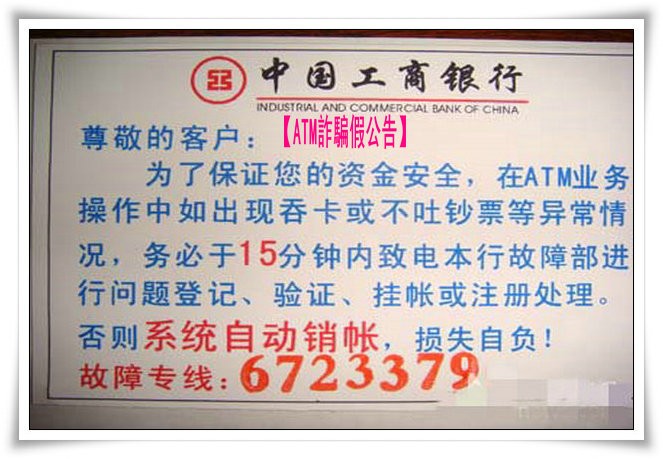 中国工商银行
INDUSTRIAL AND COMMERCIAL BANK OF CHINA
【ATM詐騙假公告】
尊敬的客户：
为了保证您的资金安全，在ATM业务
操作中如出现吞卡或不吐钞票等异常情
况，务必于15分钟内致电本行故障部进
行问题登记、验证、挂帐或注册处理。
否则系统自动销帐，损失自负！
故障专线：6723379